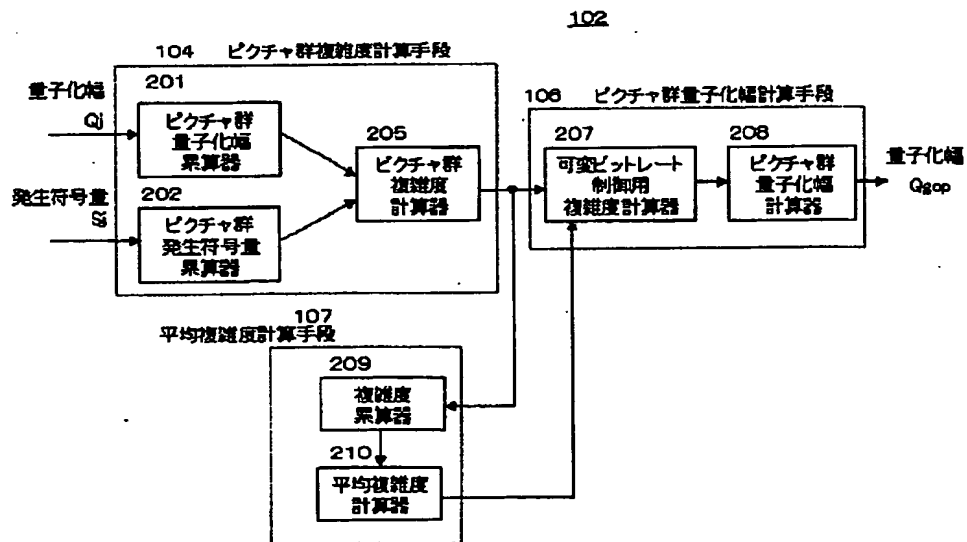 102
104 ピクチャ群複雑度計算手段
量子化幅
Qj
発生符号量
Sj
201
ピクチャ群
量子化幅
累算器
202
ピクチャ群
発生符号量
累算器
205
ピクチャ群
複雑度
計算器
106 ピクチャ群量子化幅計算手段
207
可変ビットレート
制御用
複雑度計算器
208
ピクチャ群
量子化幅
計算器
量子化幅
Qgop
107
平均複雑度計算手段
209
複雑度
累算器
210
平均複雑度
計算器